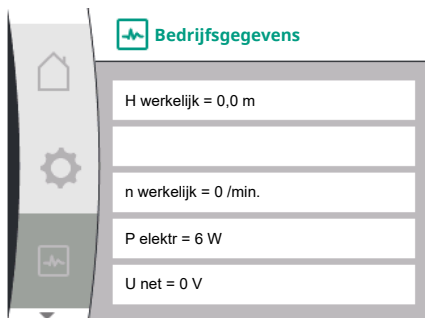 Bedrijfsgegevens
H werkelijk = 0,0 m
n werkelijk = 0 /min.
P elektr = 6 W
U net = 0 V